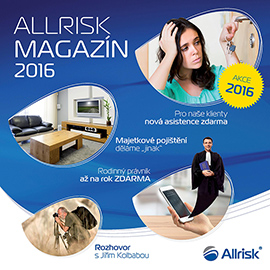 ALLRISK
MAGAZÍN
2016
AKCE
2016
Pro naše klienty
nová asistence zdarma
Majetkové pojištění
děláme „jinak“
Rodinný právník
až na rok ZDARMA
Rozhovor
s Jiřím Kolbabou
Allrisk